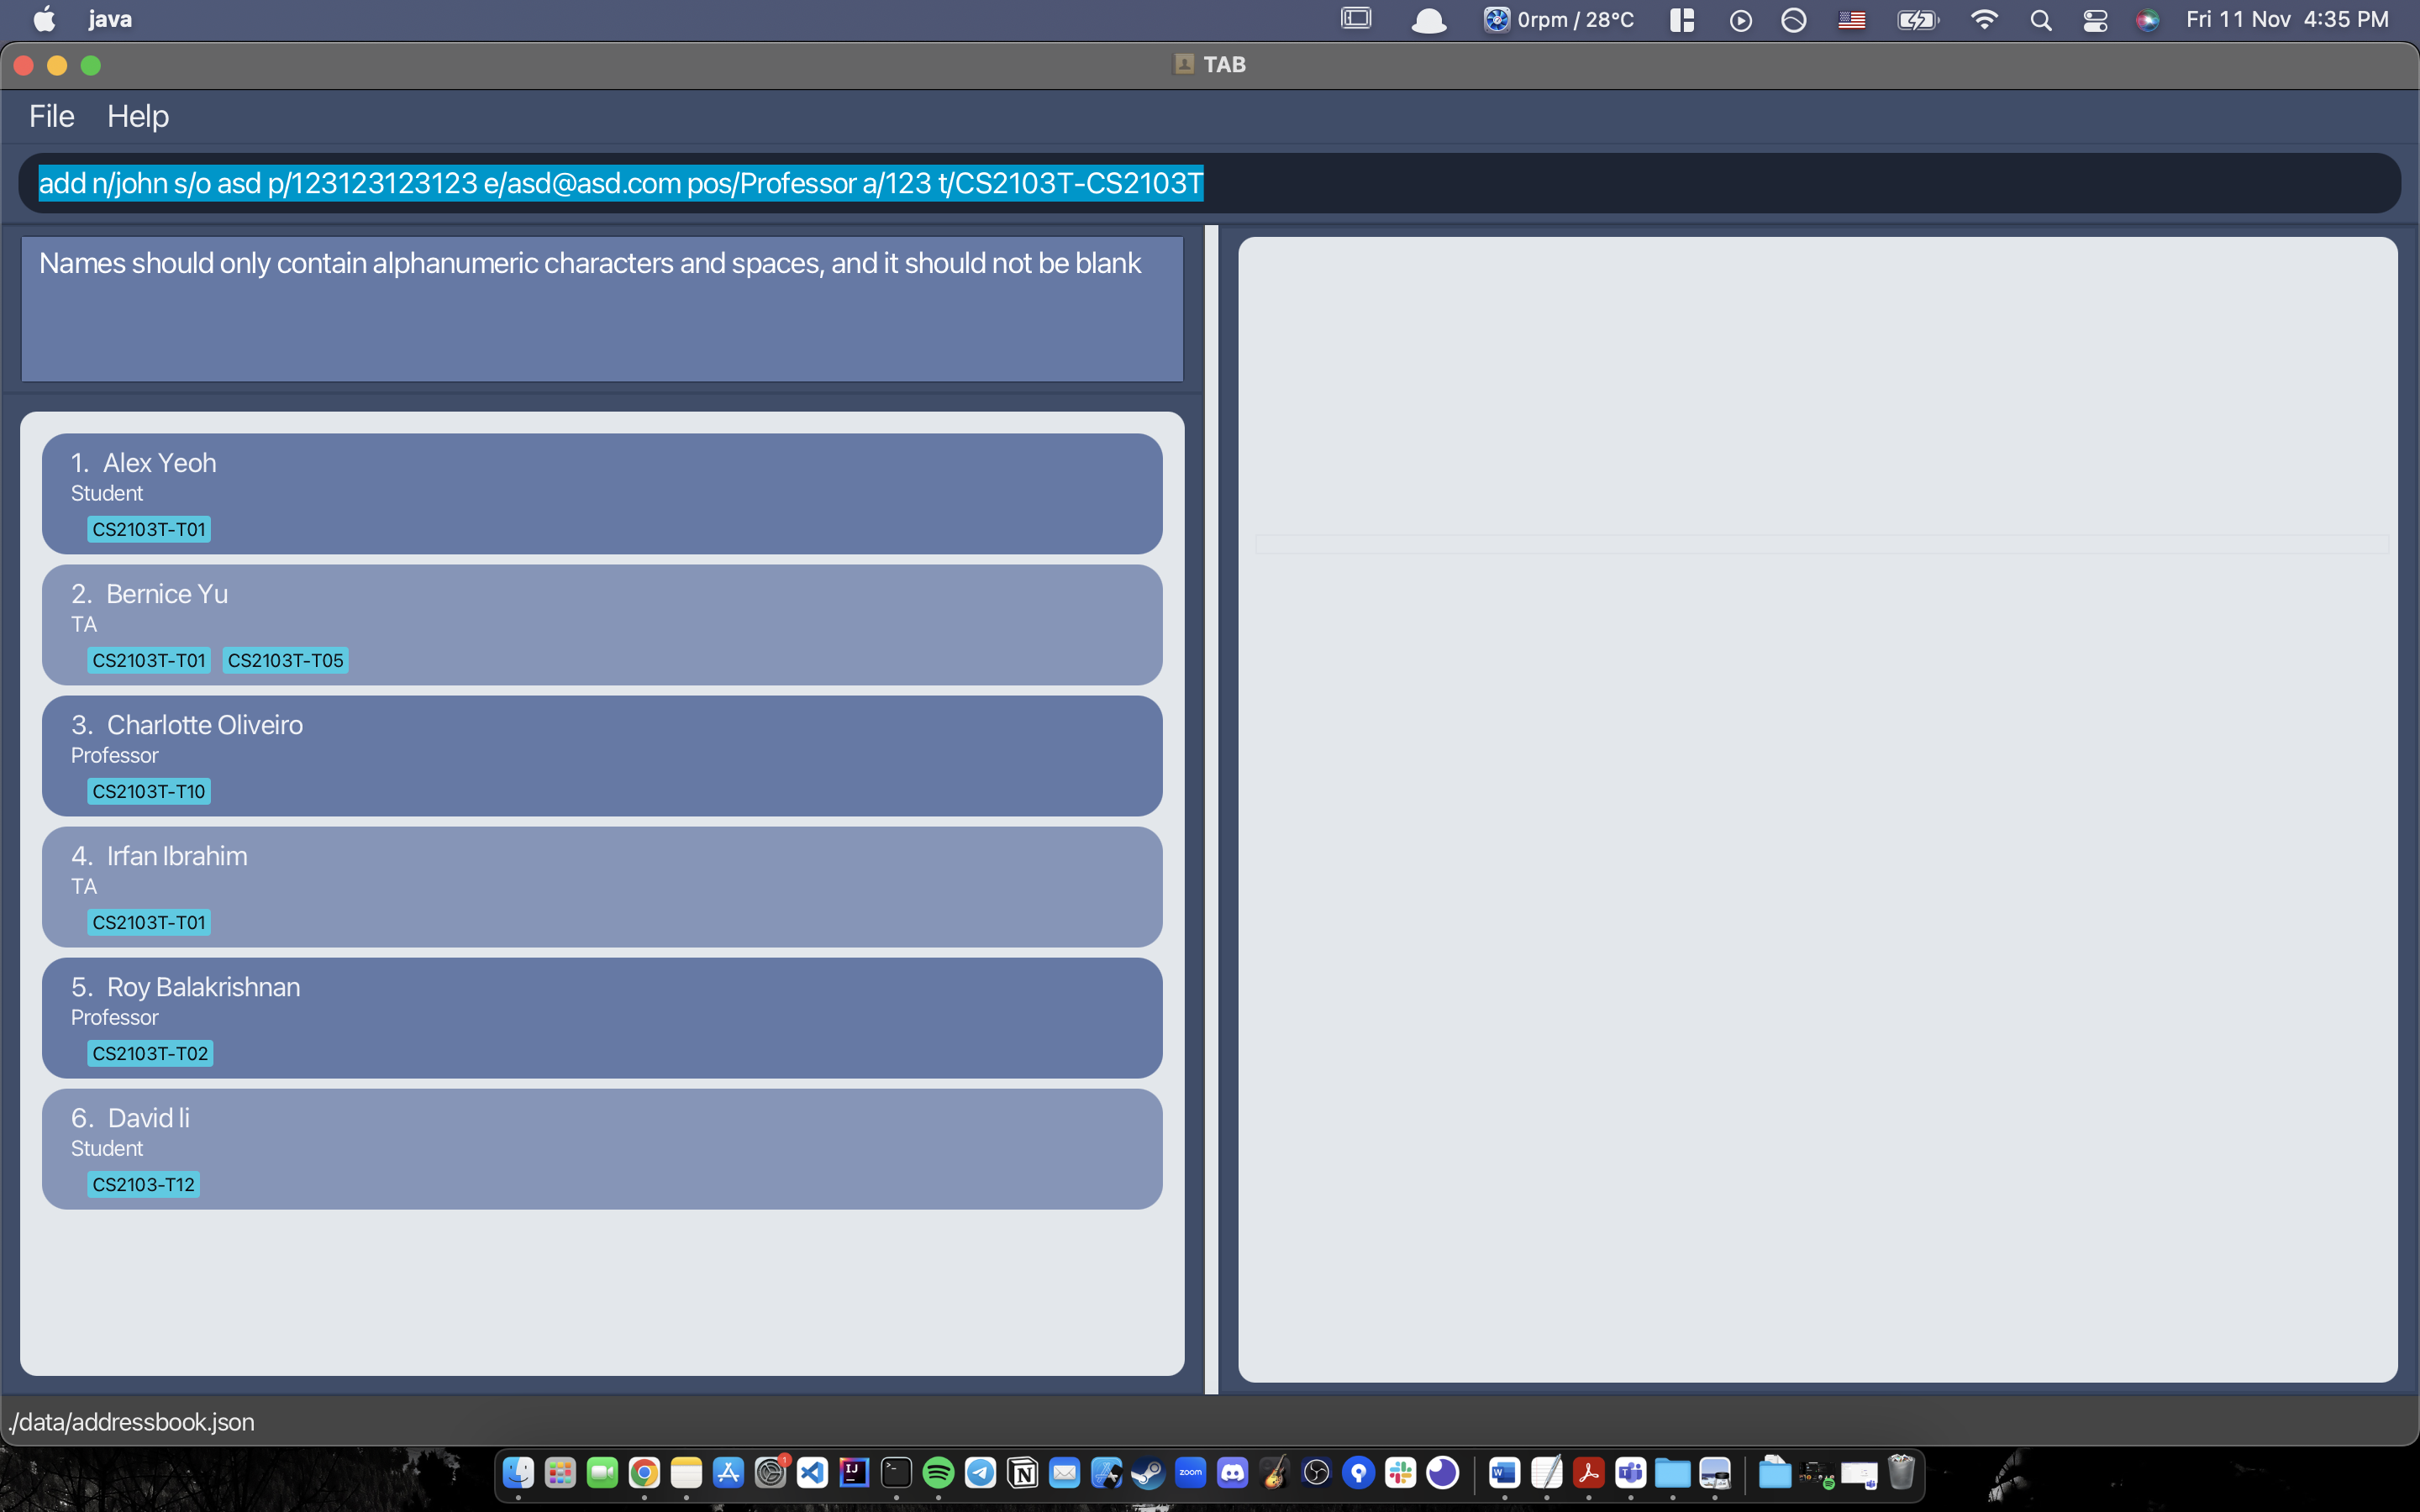 java
0rpm / 28°C
Fri 11 Nov 4:35 PM
TAB
File Help
add n/john s/o asd p/123123123123 e/asd@asd.com pos/Professor a/123 t/CS2103T-CS2103T
Names should only contain alphanumeric characters and spaces, and it should not be blank
1. Alex Yeoh
Student
CS2103T-T01
2. Bernice Yu
TA
CS2103T-T01 CS2103T-T05
3. Charlotte Oliveiro
Professor
CS2103T-T10
4. Irfan Ibrahim
TA
CS2103T-T01
5. Roy Balakrishnan
Professor
CS2103T-T02
6. David li
Student
CS2103-T12
./data/addressbook.json
1
IJ
zoom
W